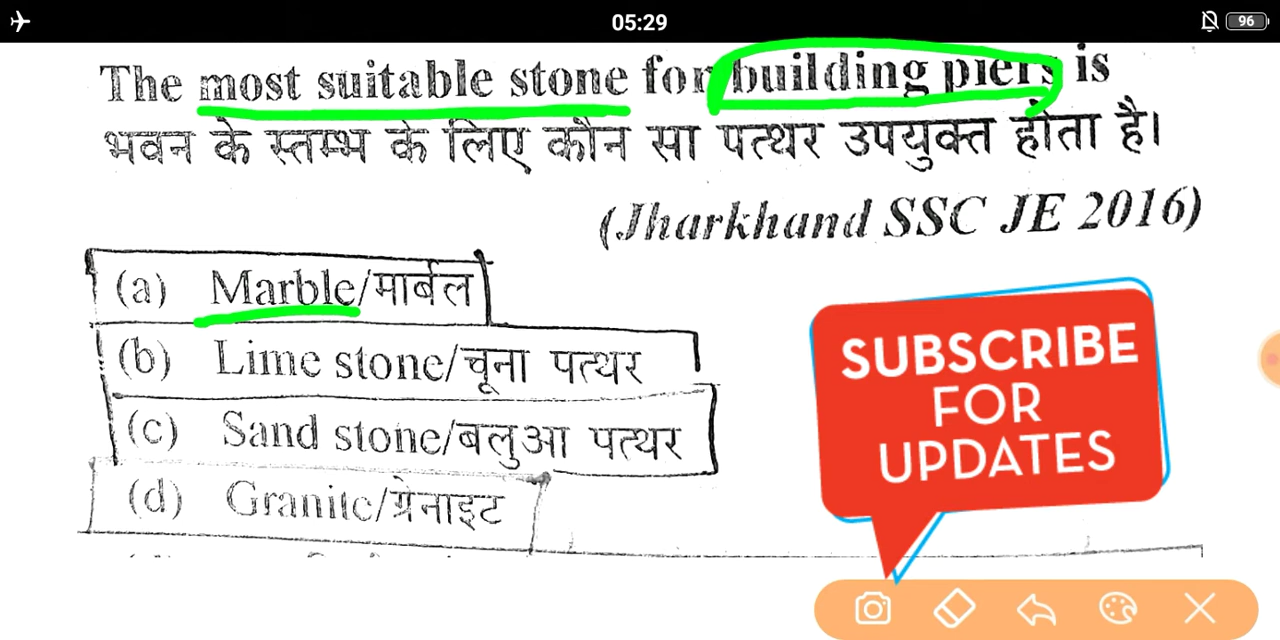 05:29
96
The most suitable stone for building piers is
भवन के स्तम्भ के लिए कौन सा पत्थर उपयुक्त होता है।
(Jharkhand SSC JE 2016)
(a) Marble/मार्बल
(b) Lime stone/चूना पत्थर
(c) Sand stone/बलुआ पत्थर
(d) Granite/ग्रेनाइट
SUBSCRIBE
FOR
UPDATES